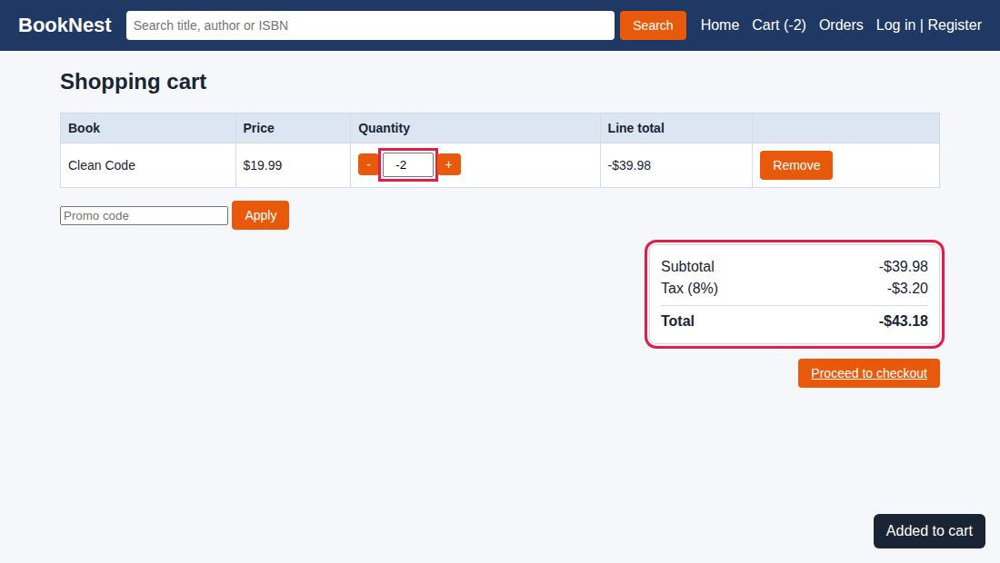 BookNest Search title, author or ISBN Search Home Cart (-2) Orders Log in | Register
Shopping cart
Book Price Quantity Line total
Clean Code $19.99 - -2 + -$39.98 Remove
Promo code Apply
Subtotal -$39.98
Tax (8%) -$3.20
Total -$43.18
Proceed to checkout
Added to cart